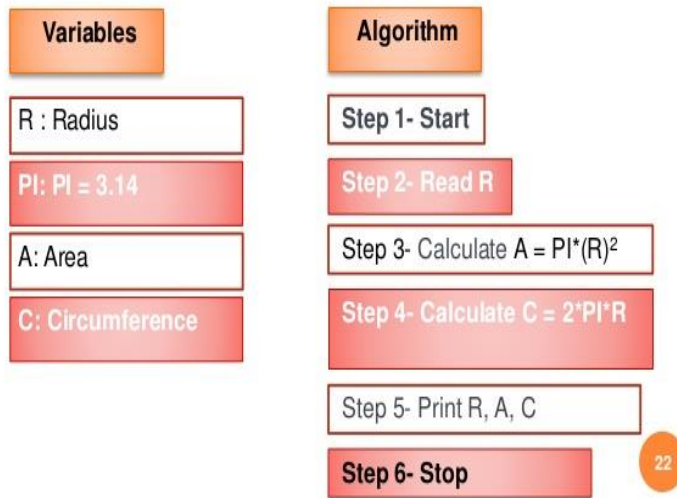 Variables
R : Radius
PI: PI = 3.14
A: Area
C: Circumference
Algorithm
Step 1- Start
Step 2- Read R
Step 3- Calculate A = PI*(R)²
Step 4- Calculate C = 2*PI*R
Step 5- Print R, A, C
Step 6- Stop
22